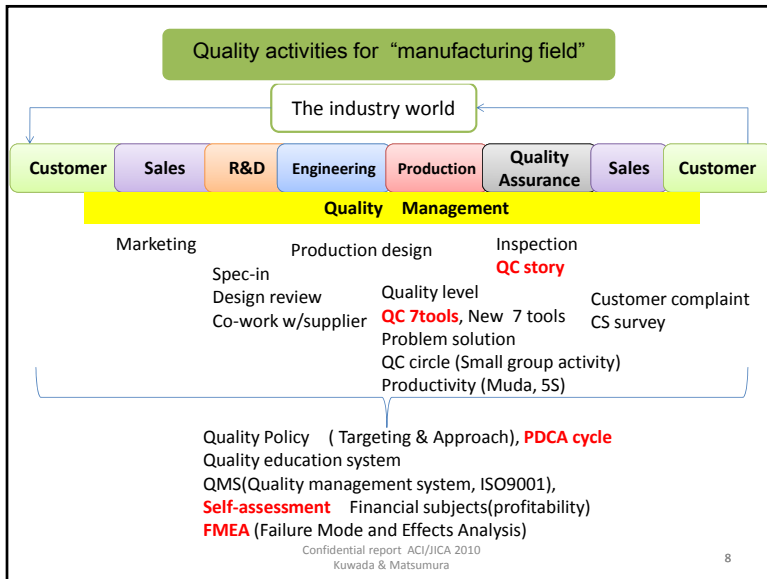 Quality activities for “manufacturing field”
The industry world
Customer
Sales
R&D
Engineering
Production
Quality
Assurance
Sales
Customer
Quality Management
Marketing
Production design
Inspection
QC story
Spec-in
Design review
Co-work w/supplier
Quality level
QC 7tools, New 7 tools
Problem solution
QC circle (Small group activity)
Productivity (Muda, 5S)
Customer complaint
CS survey
Quality Policy ( Targeting & Approach), PDCA cycle
Quality education system
QMS(Quality management system, ISO9001),
Self-assessment Financial subjects(profitability)
FMEA (Failure Mode and Effects Analysis)
Confidential report ACI/JICA 2010
Kuwada & Matsumura
8